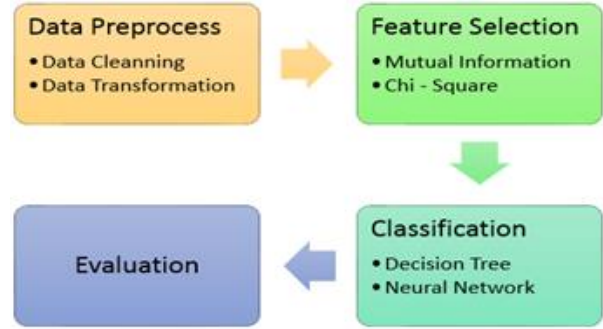 Data Preprocess
• Data Cleanning
• Data Transformation
Feature Selection
• Mutual Information
• Chi - Square
Classification
• Decision Tree
• Neural Network
Evaluation